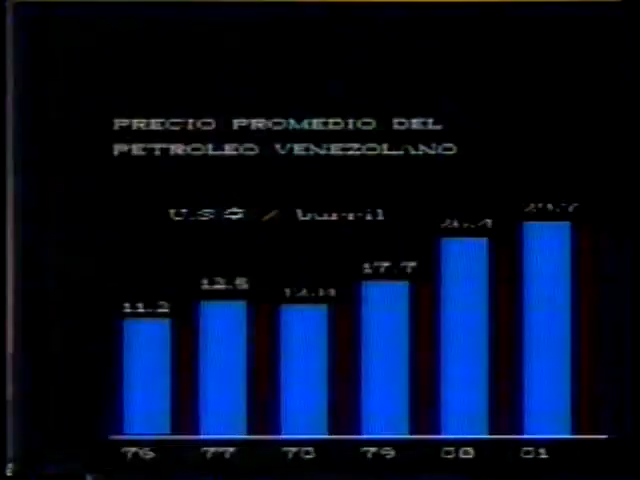 PRECIO PROMEDIO DEL
PETROLEO VENEZOLANO
U.S $ / barril
11.2 12.5 17.7
76 77 78 79 80 81